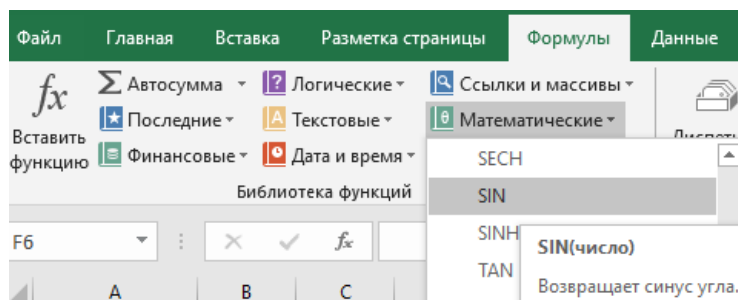 Файл Главная Вставка Разметка страницы Формулы Данные
fx Вставить функцию
Σ Автосумма
Последние
Финансовые
? Логические
A Текстовые
Дата и время
Ссылки и массивы
θ Математические
Библиотека функций
SECH
SIN
SINH
TAN
SIN(число)
Возвращает синус угла.
F6
fx
A B C